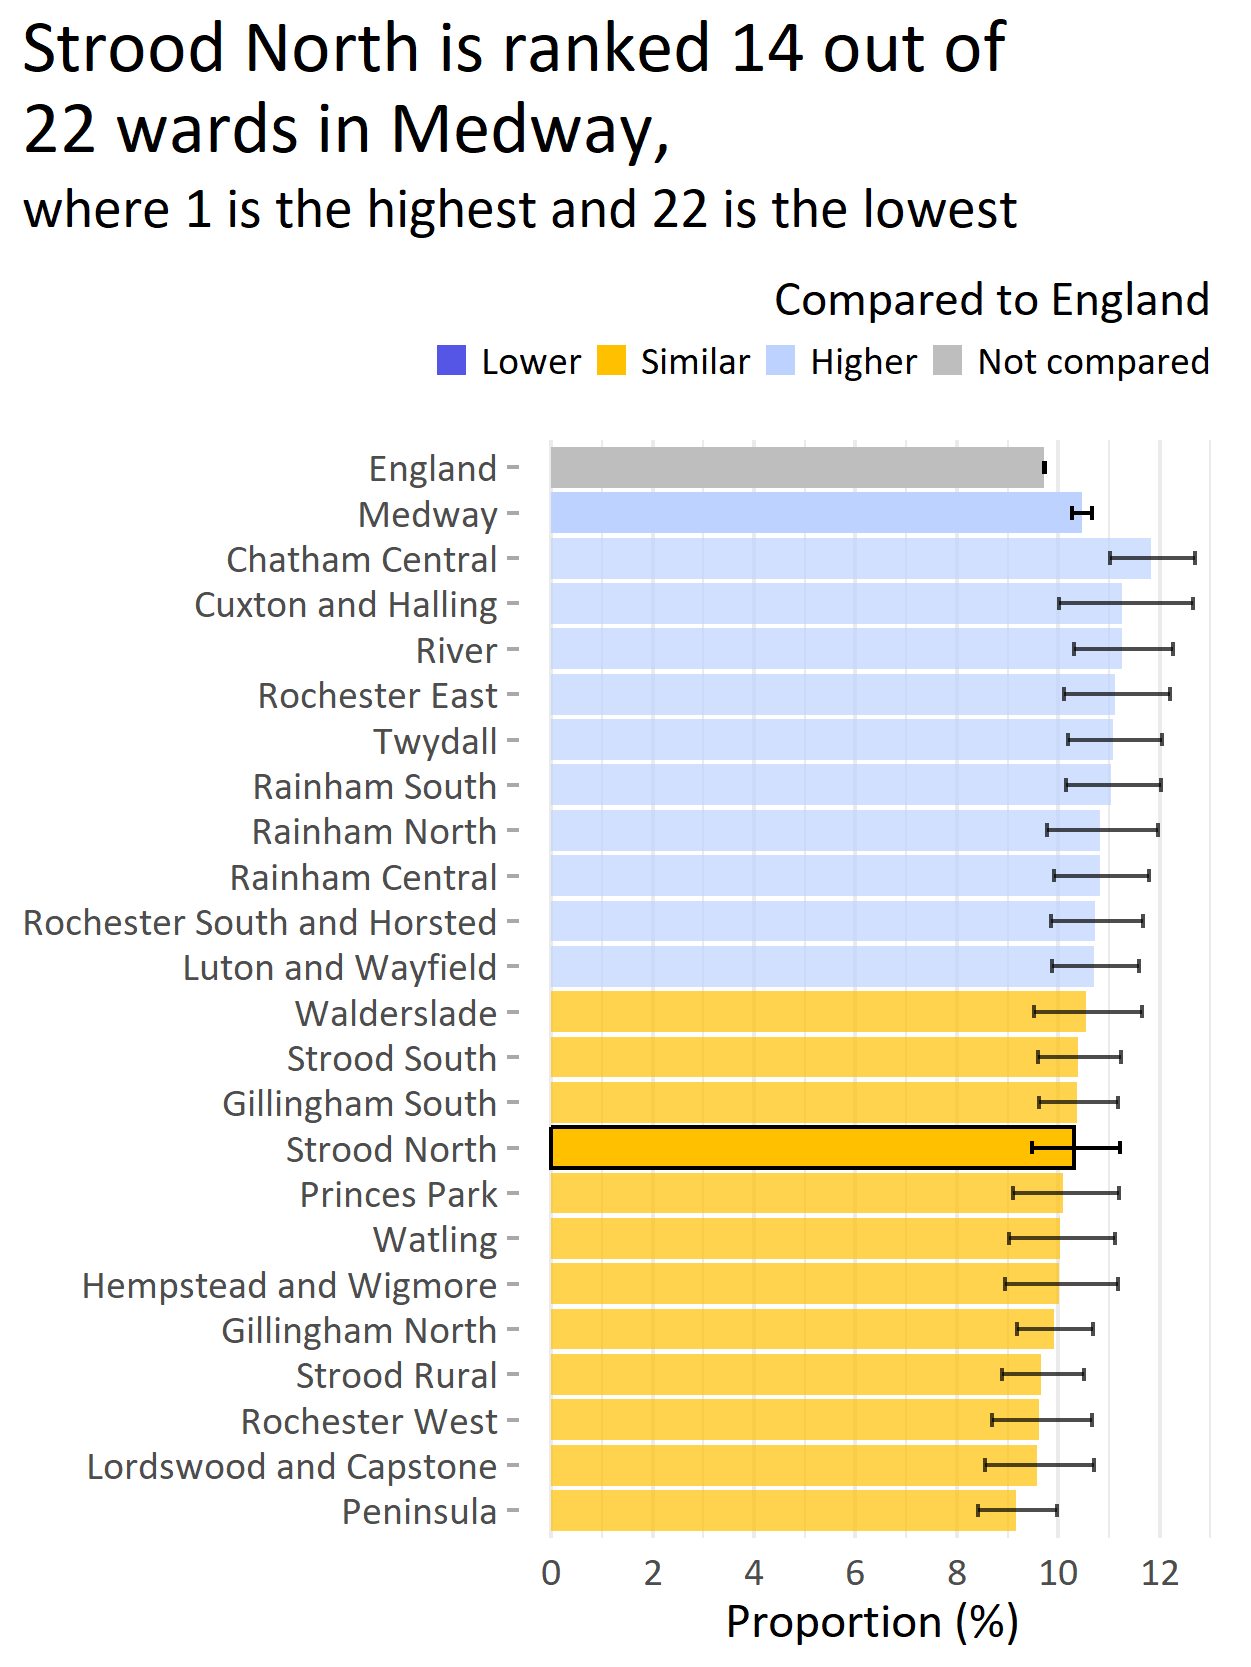 Strood North is ranked 14 out of
22 wards in Medway,
where 1 is the highest and 22 is the lowest
Compared to England
Lower Similar Higher Not compared
England
Medway
Chatham Central
Cuxton and Halling
River
Rochester East
Twydall
Rainham South
Rainham North
Rainham Central
Rochester South and Horsted
Luton and Wayfield
Walderslade
Strood South
Gillingham South
Strood North
Princes Park
Watling
Hempstead and Wigmore
Gillingham North
Strood Rural
Rochester West
Lordswood and Capstone
Peninsula
0 2 4 6 8 10 12
Proportion (%)